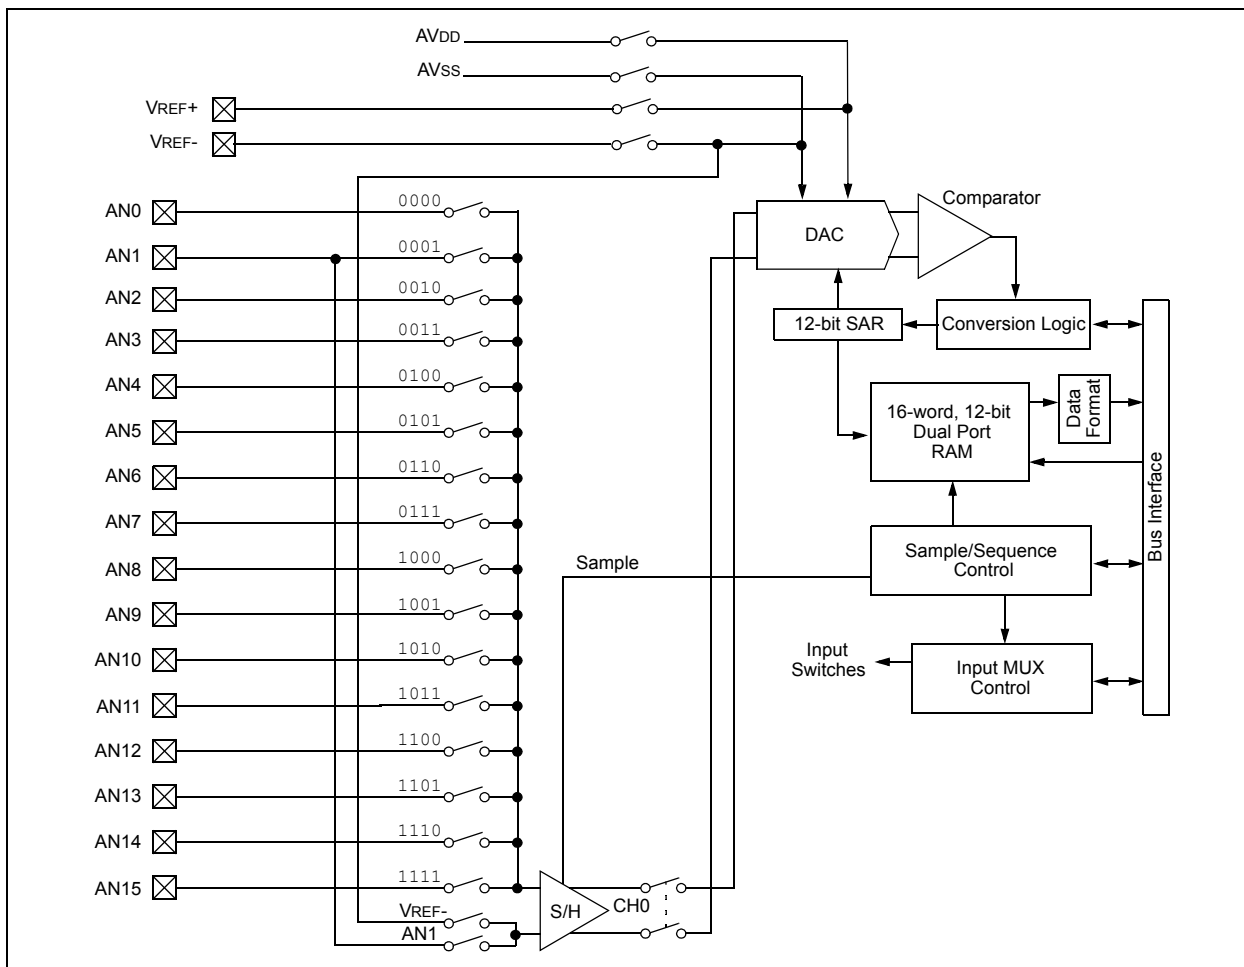 AVDD
AVSS
VREF+
VREF-
AN0 0000
AN1 0001
AN2 0010
AN3 0011
AN4 0100
AN5 0101
AN6 0110
AN7 0111
AN8 1000
AN9 1001
AN10 1010
AN11 1011
AN12 1100
AN13 1101
AN14 1110
AN15 1111
VREF-
AN1
S/H
CH0
Sample
DAC
Comparator
12-bit SAR
Conversion Logic
16-word, 12-bit
Dual Port
RAM
Data
Format
Bus Interface
Sample/Sequence
Control
Input
Switches
Input MUX
Control